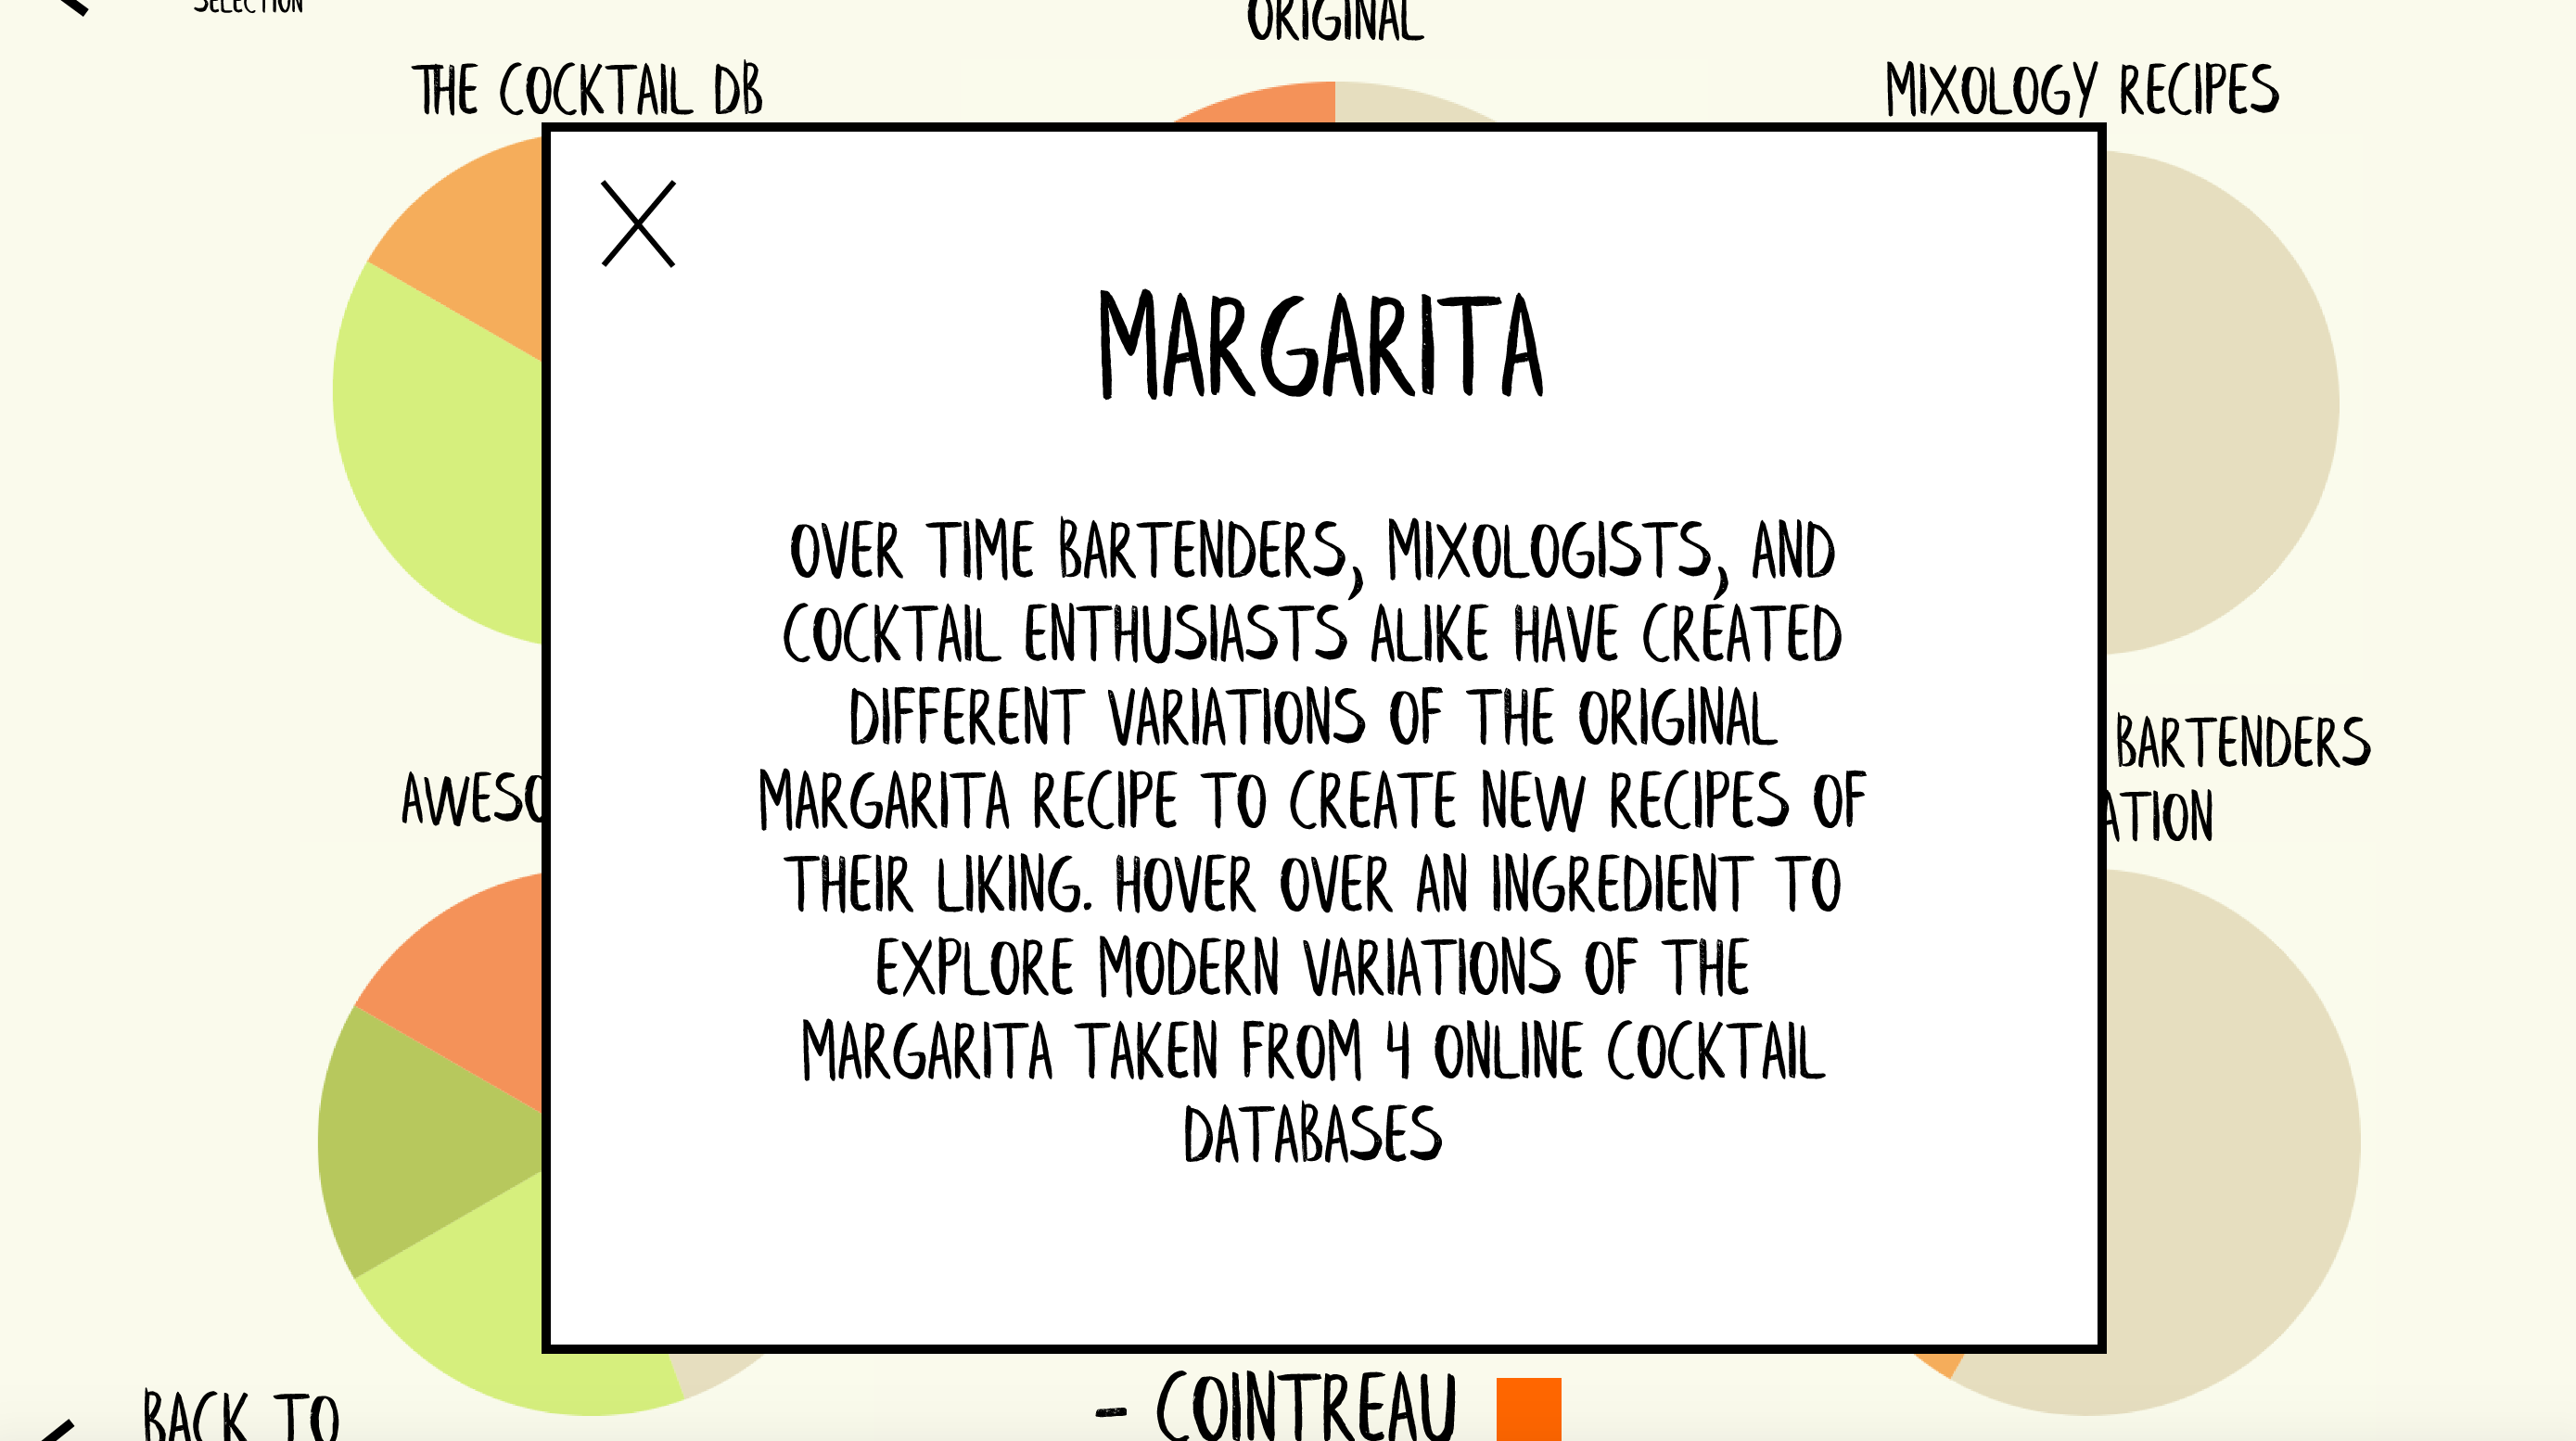 SELECTION
ORIGINAL
THE COCKTAIL DB
MIXOLOGY RECIPES
MARGARITA
OVER TIME BARTENDERS, MIXOLOGISTS, AND
COCKTAIL ENTHUSIASTS ALIKE HAVE CREATED
DIFFERENT VARIATIONS OF THE ORIGINAL
MARGARITA RECIPE TO CREATE NEW RECIPES OF
THEIR LIKING. HOVER OVER AN INGREDIENT TO
EXPLORE MODERN VARIATIONS OF THE
MARGARITA TAKEN FROM 4 ONLINE COCKTAIL
DATABASES
BARTENDERS
ATION
AWESO
- COINTREAU
BACK TO